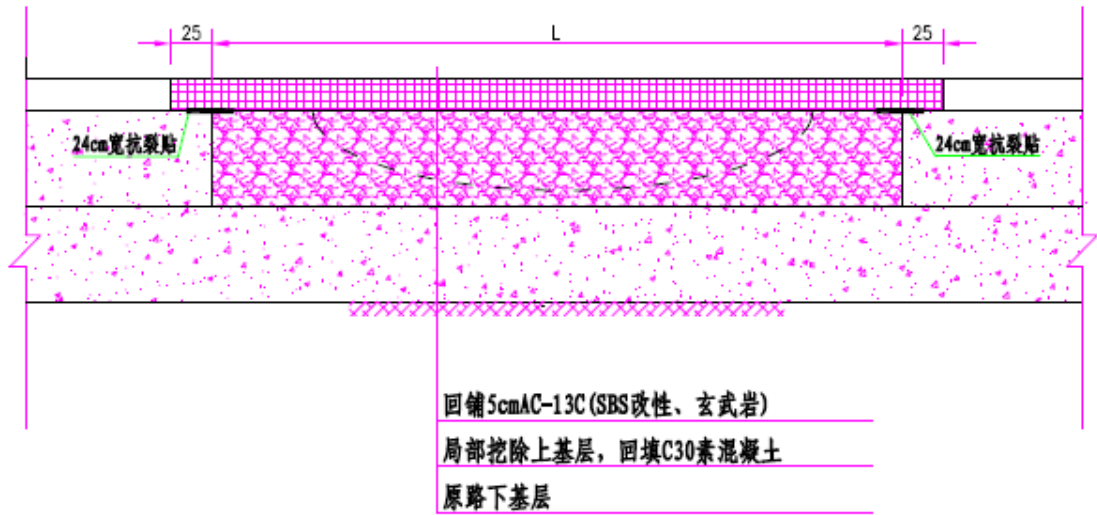 25 L 25
24cm宽抗裂贴 24cm宽抗裂贴
回铺5cmAC-13C(SBS改性、玄武岩)
局部挖除上基层，回填C30素混凝土
原路下基层